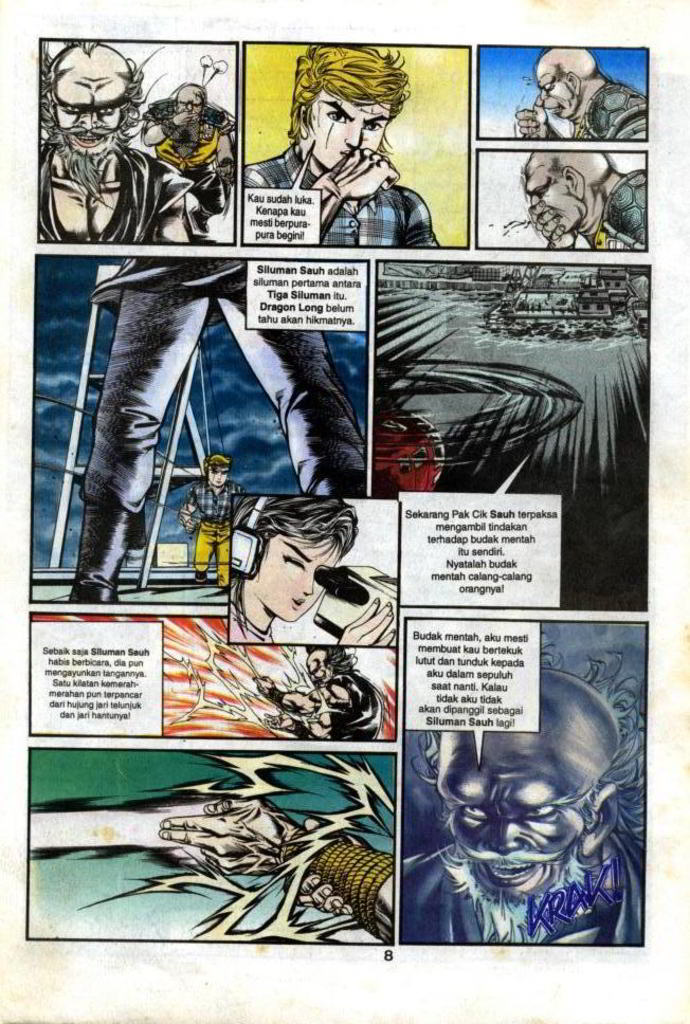 Kau sudah luka.
Kenapa kau
mesti berpura-
pura begini!
Siluman Sauh adalah
siluman pertama antara
Tiga Siluman itu.
Dragon Long belum
tahu akan hikmatnya.
Sekarang Pak Cik Sauh terpaksa
mengambil tindakan
terhadap budak mentah
itu sendiri.
Nyatalah budak
mentah calang-calang
orangnya!
Sebaik saja Siluman Sauh
habis berbicara, dia pun
mengayunkan tangannya.
Satu kilatan kemerah-
merahan pun terpancar
dari hujung jari telunjuk
dan jari hantunya!
Budak mentah, aku mesti
membuat kau bertekuk
lutut dan tunduk kepada
aku dalam sepuluh
saat nanti. Kalau
tidak aku tidak
akan dipanggil sebagai
Siluman Sauh lagi!
KRAK!
8